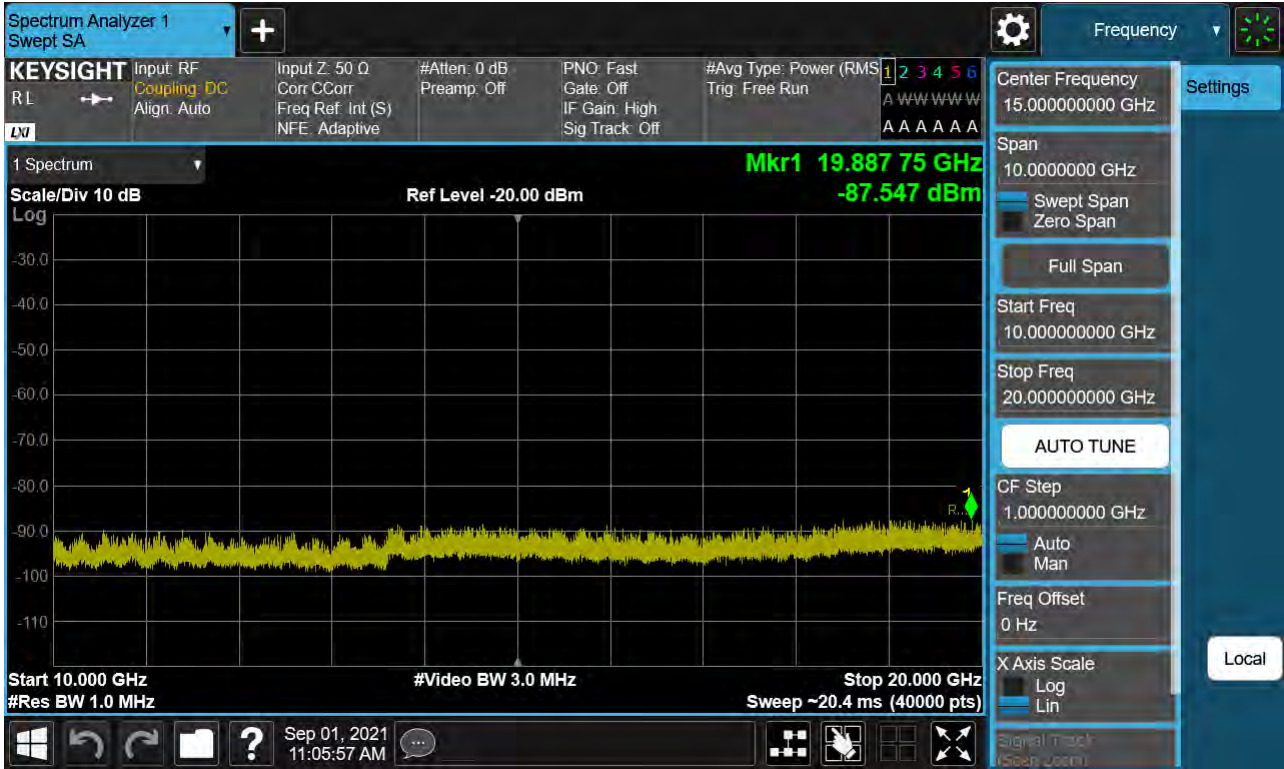 Spectrum Analyzer 1
Swept SA
+
Frequency
KEYSIGHT
R L
LXI
Input: RF
Coupling: DC
Align: Auto
Input Z: 50 Ω
Corr CCorr
Freq Ref: Int (S)
NFE: Adaptive
#Atten: 0 dB
Preamp: Off
PNO: Fast
Gate: Off
IF Gain: High
Sig Track: Off
#Avg Type: Power (RMS
Trig: Free Run
1 2 3 4 5 6
A W W W W W
A A A A A A
1 Spectrum
Scale/Div 10 dB
Log
Ref Level -20.00 dBm
Mkr1 19.887 75 GHz
-87.547 dBm
-30.0
-40.0
-50.0
-60.0
-70.0
-80.0
-90.0
-100
-110
1
R...
Start 10.000 GHz
#Res BW 1.0 MHz
#Video BW 3.0 MHz
Stop 20.000 GHz
Sweep ~20.4 ms (40000 pts)
Center Frequency
15.000000000 GHz
Span
10.0000000 GHz
Swept Span
Zero Span
Full Span
Start Freq
10.000000000 GHz
Stop Freq
20.000000000 GHz
AUTO TUNE
CF Step
1.000000000 GHz
Auto
Man
Freq Offset
0 Hz
X Axis Scale
Log
Lin
Signal Track
(Span Zoom)
Settings
Local
?
Sep 01, 2021
11:05:57 AM